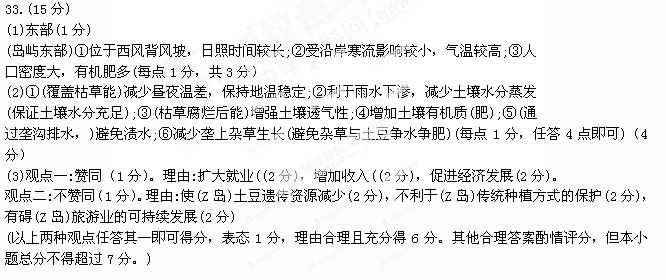 33.(15 分)
(1)东部(1 分)
(岛屿东部)①位于西风背风坡，日照时间较长;②受沿岸寒流影响较小，气温较高;③人
口密度大，有机肥多(每点 1 分，共 3 分)
(2)①(覆盖枯草能)减少昼夜温差，保持地温稳定;②利于雨水下渗，减少土壤水分蒸发
(保证土壤水分充足);③(枯草腐烂后能)增强土壤透气性;④增加土壤有机质(肥);⑤(通
过垄沟排水，)避免渍水;⑥减少垄上杂草生长(避免杂草与土豆争水争肥)(每点 1 分，任答 4 点即可)(4
分)
(3)观点一:赞同 (1 分)。理由:扩大就业((2 分)，增加收入((2 分)，促进经济发展(2 分)。
观点二:不赞同(1 分)。理由:使(Z 岛)土豆遗传资源减少(2 分)，不利于(Z 岛)传统种植方式的保护(2 分)，
有碍(Z 岛)旅游业的可持续发展(2 分)
(以上两种观点任答其一即可得分，表态 1 分，理由合理且充分得 6 分。其他合理答案酌情评分，但本小
题总分不得超过 7 分。)